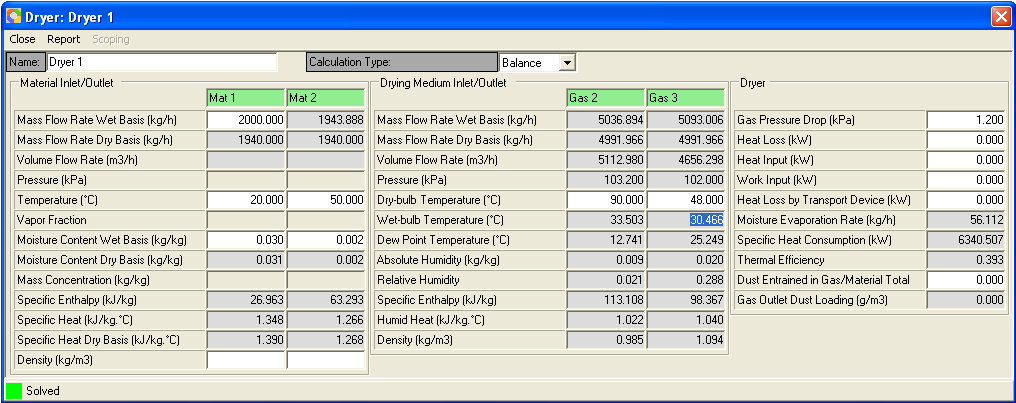 Dryer: Dryer 1
Close Report Scoping
Name: Dryer 1 Calculation Type: Balance
Material Inlet/Outlet Drying Medium Inlet/Outlet Dryer
Mat 1 Mat 2 Gas 2 Gas 3
Mass Flow Rate Wet Basis (kg/h) 2000.000 1943.888 Mass Flow Rate Wet Basis (kg/h) 5036.894 5093.006 Gas Pressure Drop (kPa) 1.200
Mass Flow Rate Dry Basis (kg/h) 1940.000 1940.000 Mass Flow Rate Dry Basis (kg/h) 4991.966 4991.966 Heat Loss (kW) 0.000
Volume Flow Rate (m3/h) Volume Flow Rate (m3/h) 5112.980 4656.298 Heat Input (kW) 0.000
Pressure (kPa) Pressure (kPa) 103.200 102.000 Work Input (kW) 0.000
Temperature (°C) 20.000 50.000 Dry-bulb Temperature (°C) 90.000 48.000 Heat Loss by Transport Device (kW) 0.000
Vapor Fraction Wet-bulb Temperature (°C) 33.503 30.466 Moisture Evaporation Rate (kg/h) 56.112
Moisture Content Wet Basis (kg/kg) 0.030 0.002 Dew Point Temperature (°C) 12.741 25.249 Specific Heat Consumption (kW) 6340.507
Moisture Content Dry Basis (kg/kg) 0.031 0.002 Absolute Humidity (kg/kg) 0.009 0.020 Thermal Efficiency 0.393
Mass Concentration (kg/kg) Relative Humidity 0.021 0.288 Dust Entrained in Gas/Material Total 0.000
Specific Enthalpy (kJ/kg) 26.963 63.293 Specific Enthalpy (kJ/kg) 113.108 98.367 Gas Outlet Dust Loading (g/m3) 0.000
Specific Heat (kJ/kg.°C) 1.348 1.266 Humid Heat (kJ/kg.°C) 1.022 1.040
Specific Heat Dry Basis (kJ/kg.°C) 1.390 1.268 Density (kg/m3) 0.985 1.094
Density (kg/m3)
Solved